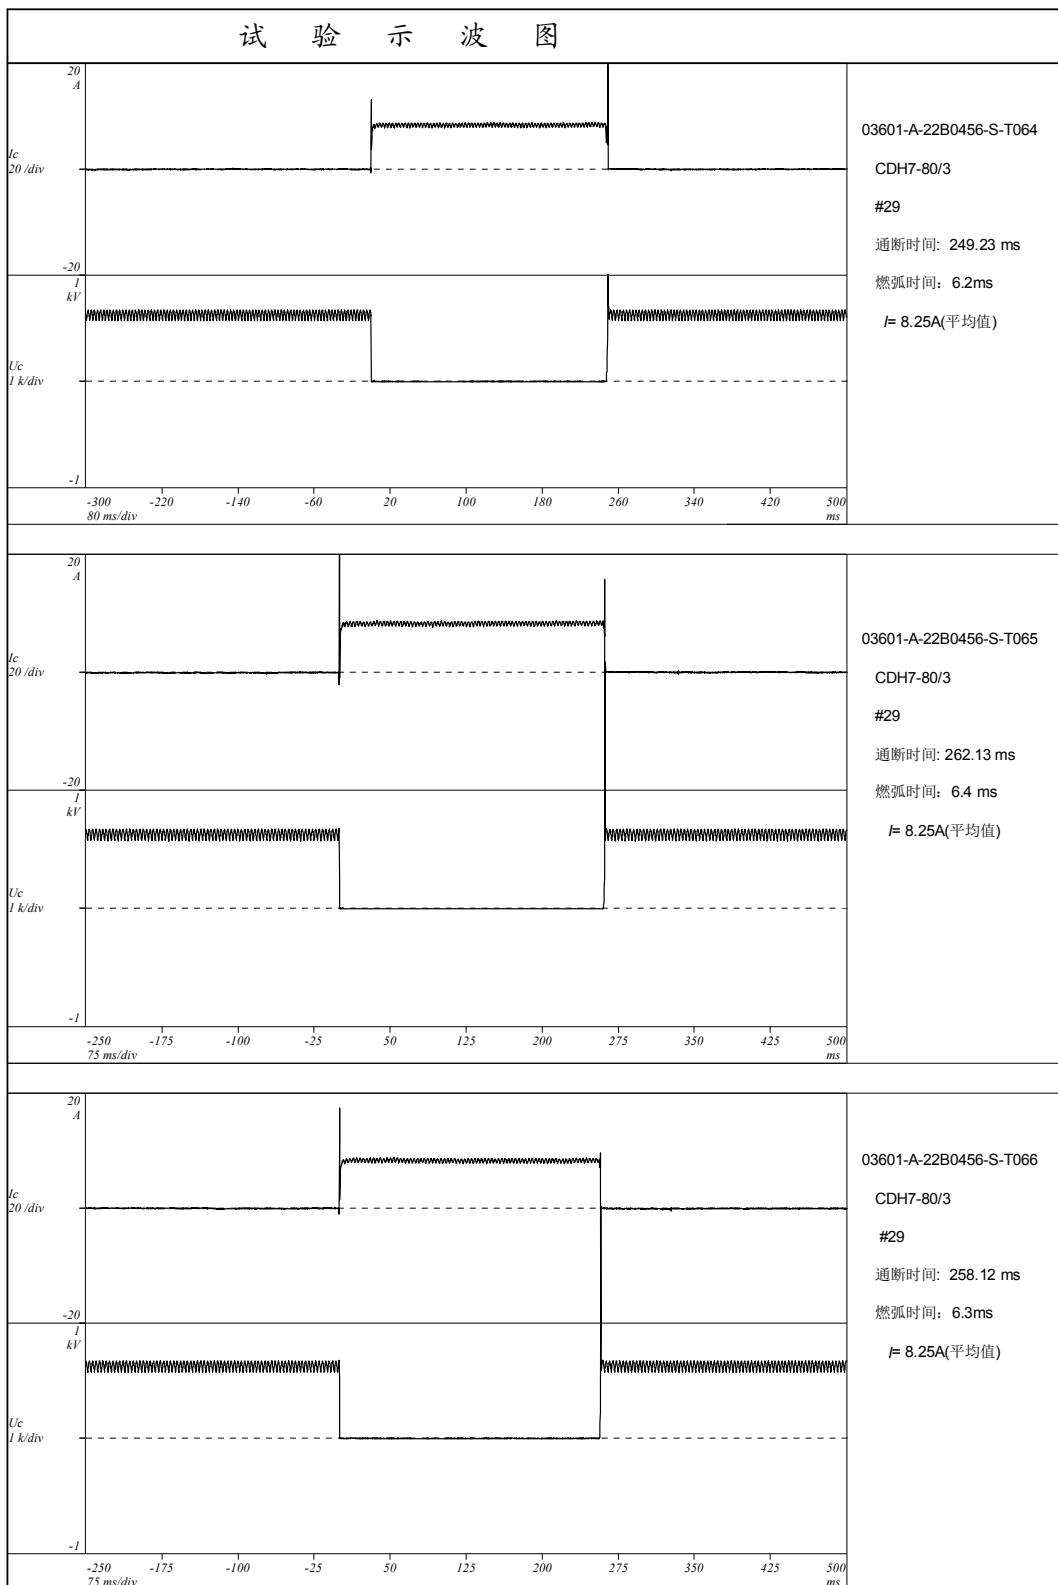 试 验 示 波 图
20
A
Ic
20 /div
-20
1
kV
Uc
1 k/div
-1
-300 -220 -140 -60 20 100 180 260 340 425 500
80 ms/div ms
03601-A-22B0456-S-T064
CDH7-80/3
#29
通断时间: 249.23 ms
燃弧时间: 6.2ms
I= 8.25A(平均值)
20
A
Ic
20 /div
-20
1
kV
Uc
1 k/div
-1
-250 -175 -100 -25 50 125 200 275 350 425 500
75 ms/div ms
03601-A-22B0456-S-T065
CDH7-80/3
#29
通断时间: 262.13 ms
燃弧时间: 6.4 ms
I= 8.25A(平均值)
20
A
Ic
20 /div
-20
1
kV
Uc
1 k/div
-1
-250 -175 -100 -25 50 125 200 275 350 425 500
75 ms/div ms
03601-A-22B0456-S-T066
CDH7-80/3
#29
通断时间: 258.12 ms
燃弧时间: 6.3ms
I= 8.25A(平均值)